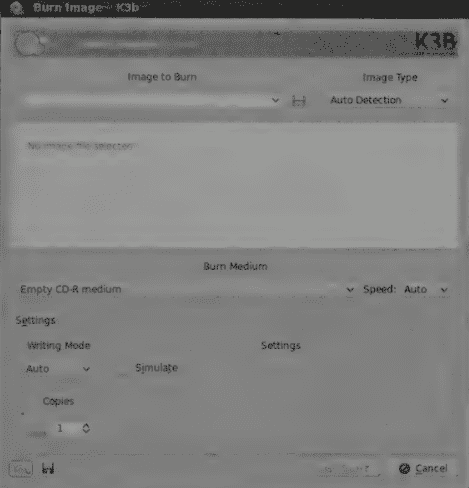 Burn Image K3b
K3B
Image to Burn
Image Type
Auto Detection
No image file selected
Burn Medium
Empty CD-R medium
Speed: Auto
Settings
Writing Mode
Settings
Auto
Simulate
Copies
1
Cancel